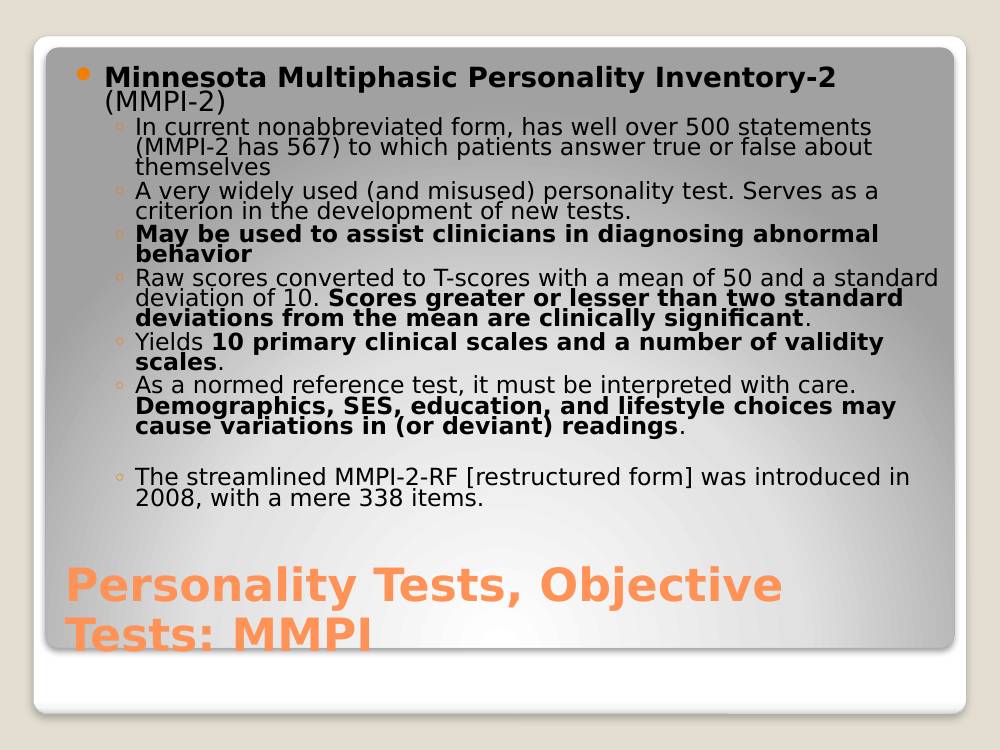 Minnesota Multiphasic Personality Inventory-2
(MMPI-2)
In current nonabbreviated form, has well over 500 statements
(MMPI-2 has 567) to which patients answer true or false about
themselves
A very widely used (and misused) personality test. Serves as a
criterion in the development of new tests.
May be used to assist clinicians in diagnosing abnormal
behavior
Raw scores converted to T-scores with a mean of 50 and a standard
deviation of 10. Scores greater or lesser than two standard
deviations from the mean are clinically significant.
Yields 10 primary clinical scales and a number of validity
scales.
As a normed reference test, it must be interpreted with care.
Demographics, SES, education, and lifestyle choices may
cause variations in (or deviant) readings.
The streamlined MMPI-2-RF [restructured form] was introduced in
2008, with a mere 338 items.
Personality Tests, Objective
Tests: MMPI